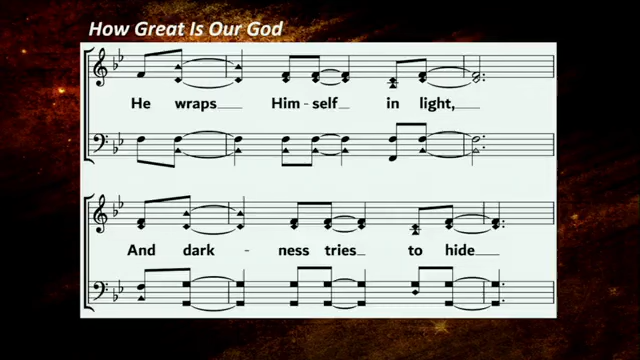 How Great Is Our God
He wraps Him - self in light,
And dark - ness tries to hide